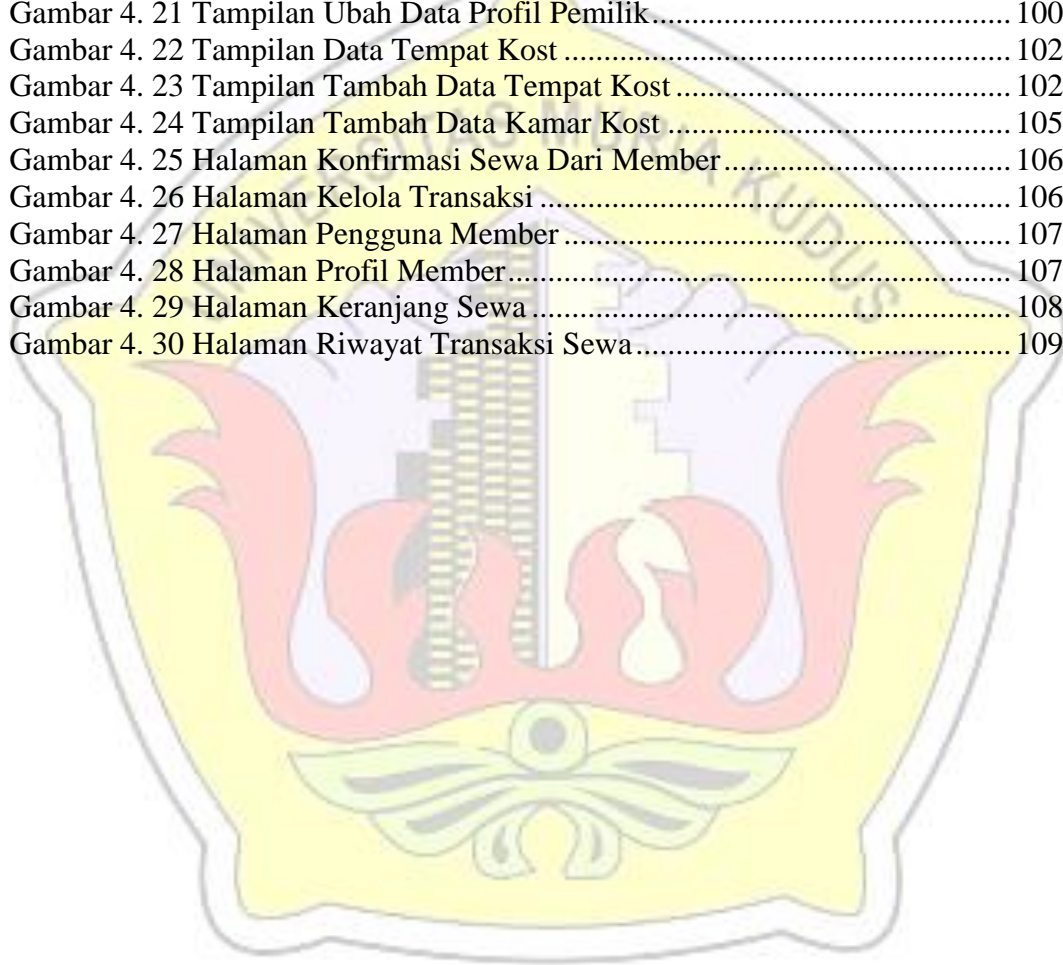 Gambar 4. 21 Tampilan Ubah Data Profil Pemilik.................................................. 100
Gambar 4. 22 Tampilan Data Tempat Kost ............................................................ 102
Gambar 4. 23 Tampilan Tambah Data Tempat Kost ............................................. 102
Gambar 4. 24 Tampilan Tambah Data Kamar Kost .............................................. 105
Gambar 4. 25 Halaman Konfirmasi Sewa Dari Member ....................................... 106
Gambar 4. 26 Halaman Kelola Transaksi ............................................................... 106
Gambar 4. 27 Halaman Pengguna Member ............................................................ 107
Gambar 4. 28 Halaman Profil Member.................................................................... 107
Gambar 4. 29 Halaman Keranjang Sewa ................................................................ 108
Gambar 4. 30 Halaman Riwayat Transaksi Sewa .................................................. 109
UNIVERSITAS MURIA KUDUS